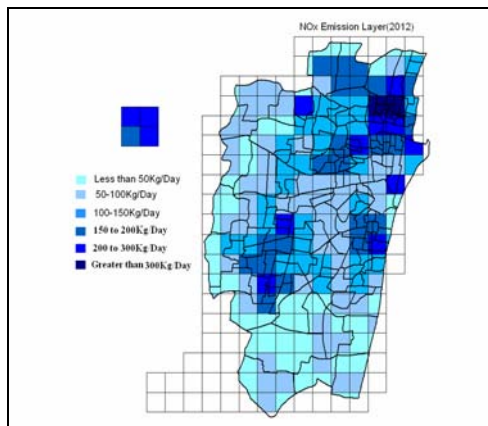 NOx Emission Layer(2012)
Less than 50Kg/Day
50-100Kg/Day
100-150Kg/Day
150 to 200Kg/Day
200 to 300Kg/Day
Greater than 300Kg/Day